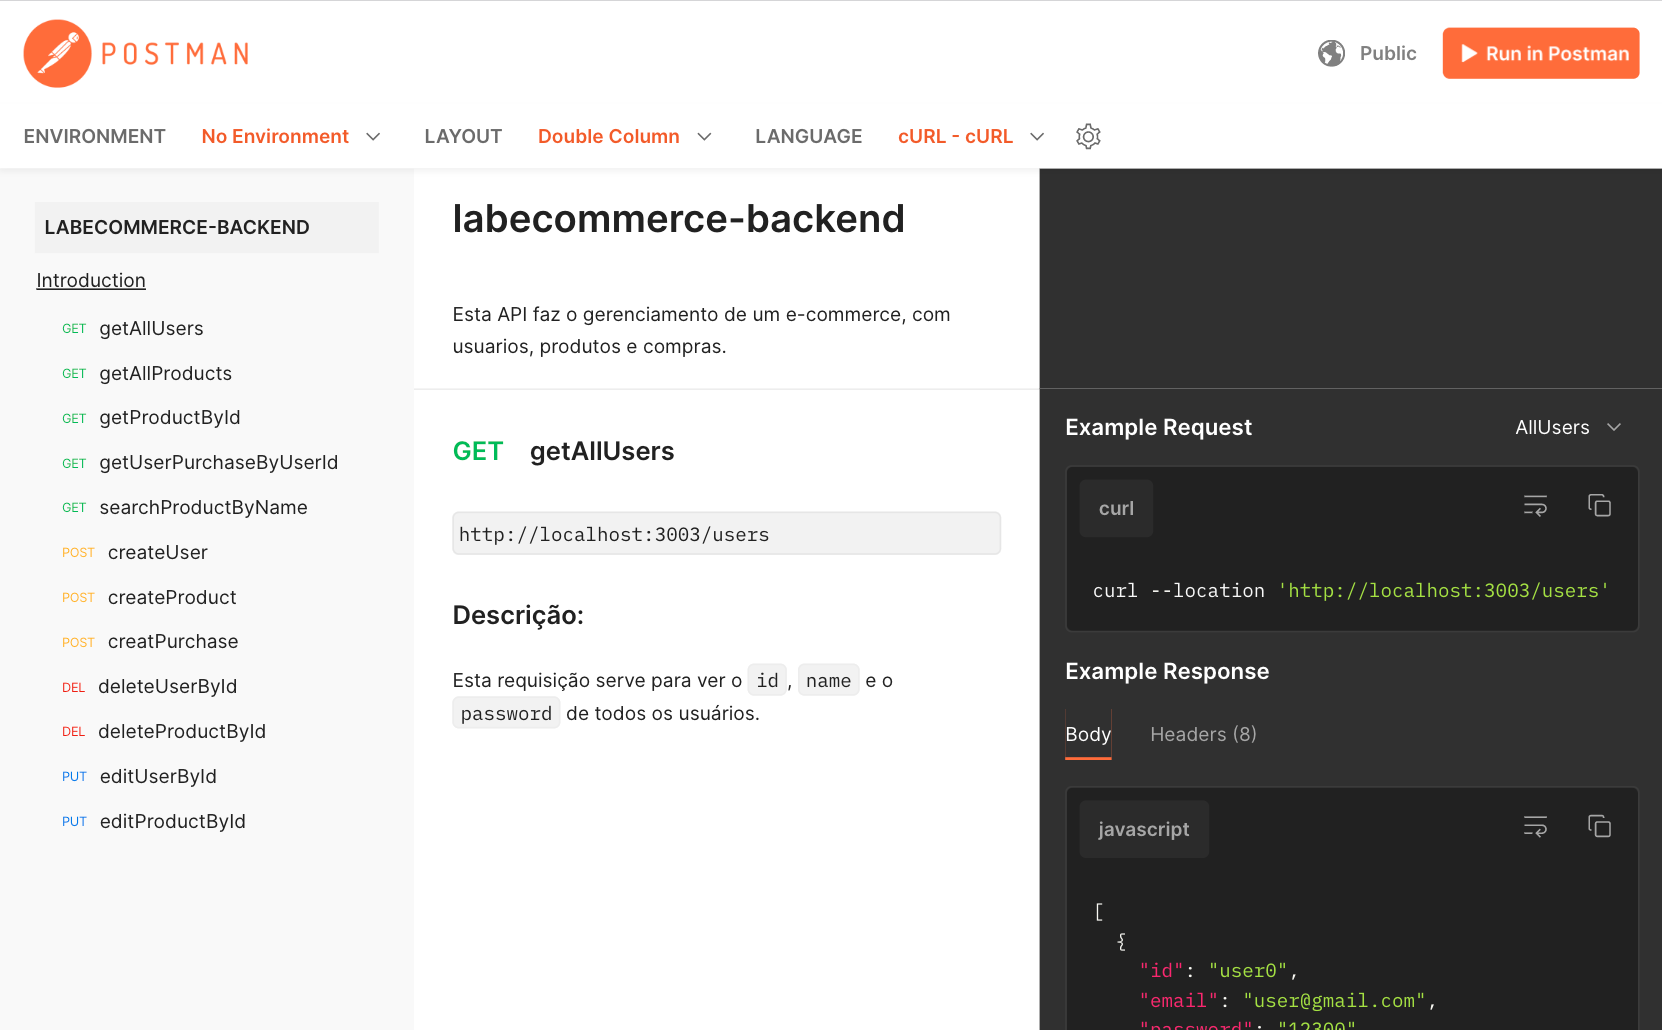 POSTMAN
Public
Run in Postman
ENVIRONMENT No Environment LAYOUT Double Column LANGUAGE cURL - cURL
LABECOMMERCE-BACKEND
Introduction
GET getAllUsers
GET getAllProducts
GET getProductById
GET getUserPurchaseByUserId
GET searchProductByName
POST createUser
POST createProduct
POST creatPurchase
DEL deleteUserById
DEL deleteProductById
PUT editUserById
PUT editProductById
labecommerce-backend
Esta API faz o gerenciamento de um e-commerce, com
usuarios, produtos e compras.
GET getAllUsers
http://localhost:3003/users
Descrição:
Esta requisição serve para ver o id, name e o
password de todos os usuários.
Example Request
AllUsers
curl
curl --location 'http://localhost:3003/users'
Example Response
Body Headers (8)
javascript
[
{
"id": "user0",
"email": "user@gmail.com",
"password": "12300"